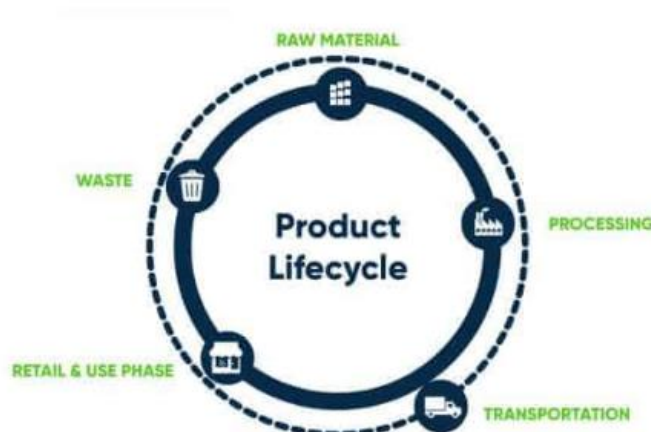 RAW MATERIAL
WASTE
Product
Lifecycle
PROCESSING
RETAIL & USE PHASE
TRANSPORTATION